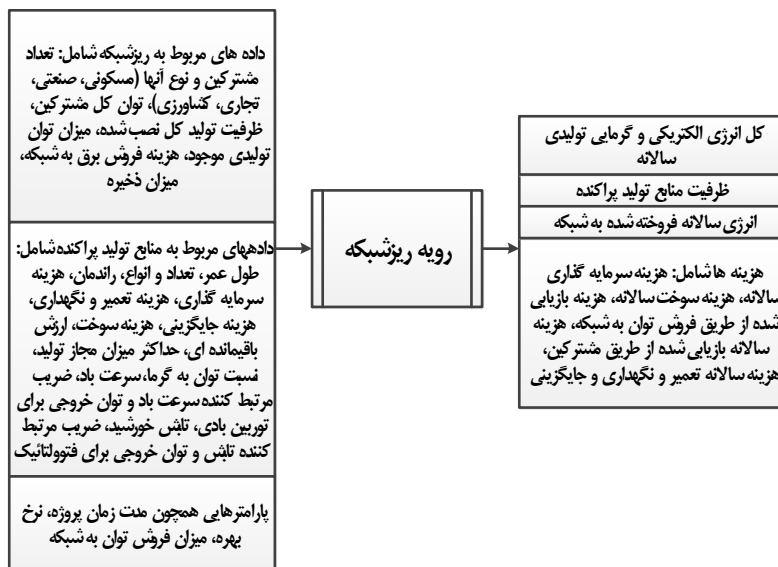 داده های مربوط به ریزشبکه شامل: تعداد
مشترکین و نوع آنها (مسکونی، صنعتی،
تجاری، کشاورزی)، توان کل مشترکین،
ظرفیت تولید کل نصب شده، میزان توان
تولیدی موجود، هزینه فروش برق به شبکه،
میزان ذخیره
دادههای مربوط به منابع تولید پراکنده شامل:
طول عمر، تعداد و انواع، راندمان، هزینه
سرمایه گذاری، هزینه تعمیر و نگهداری،
هزینه جایگزینی، هزینه سوخت، ارزش
باقیمانده ای، حداکثر میزان مجاز تولید،
نسبت توان به گرما، سرعت باد، ضریب
مرتبط کننده سرعت باد و توان خروجی برای
توربین بادی، تابش خورشید، ضریب مرتبط
کننده تابش و توان خروجی برای فتوولتائیک
پارامترهایی همچون مدت زمان پروژه، نرخ
بهره، میزان فروش توان به شبکه
رویه ریزشبکه
کل انرژی الکتریکی و گرمایی تولیدی
سالانه
ظرفیت منابع تولید پراکنده
انرژی سالانه فروخته شده به شبکه
هزینه ها شامل: هزینه سرمایه گذاری
سالانه، هزینه سوخت سالانه، هزینه بازیابی
شده از طریق فروش توان به شبکه، هزینه
سالانه بازیابی شده از طریق مشترکین،
هزینه سالانه تعمیر و نگهداری و جایگزینی